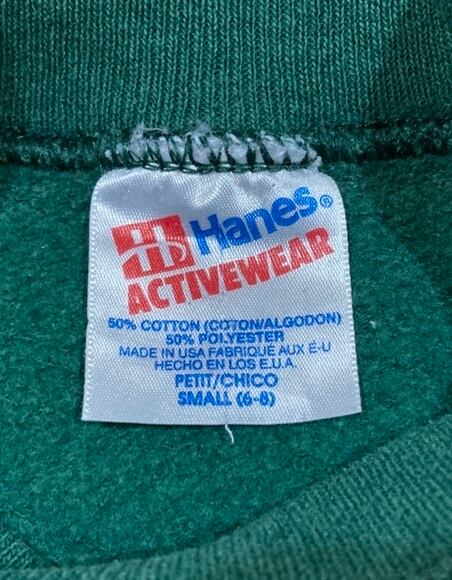 Hanes®
ACTIVEWEAR
50% COTTON (COTON/ALGODON)
50% POLYESTER
MADE IN USA FABRIQUÉ AUX É-U
HECHO EN LOS E.U.A.
PETIT/CHICO
SMALL (6-8)